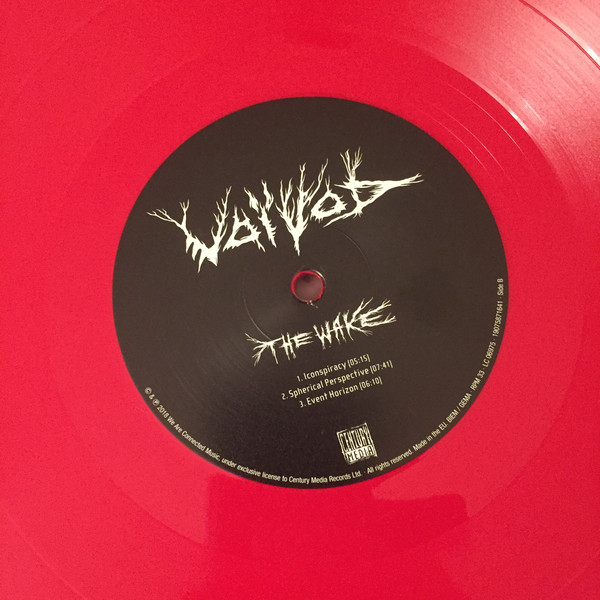 Voïvod
THE WAKE
1. Iconspiracy (05:15)
2. Spherical Perspective (07:41)
3. Event Horizon (06:10)
CENTURY
MEDIA
© & ℗ 2018 We Are Connected Music, under exclusive license to Century Media Records Ltd. · All rights reserved. Made in the EU. BIEM / GEMA · RPM 33 · LC 06975 · 19075871641 · Side B